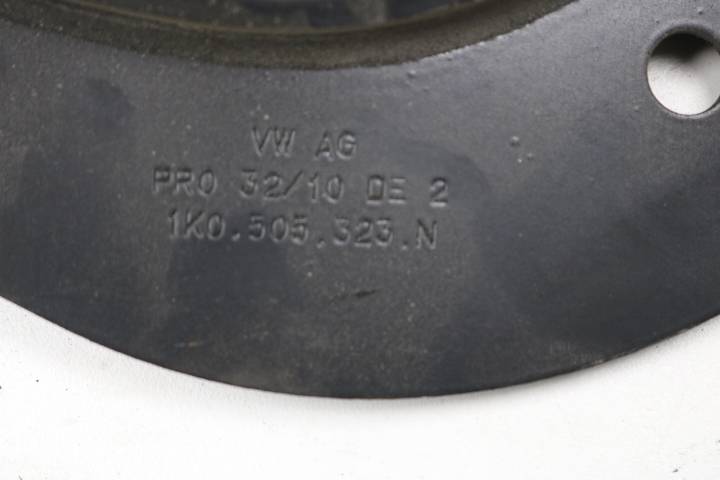 VW AG
PRO 32/10 DE 2
1K0.505.323.N